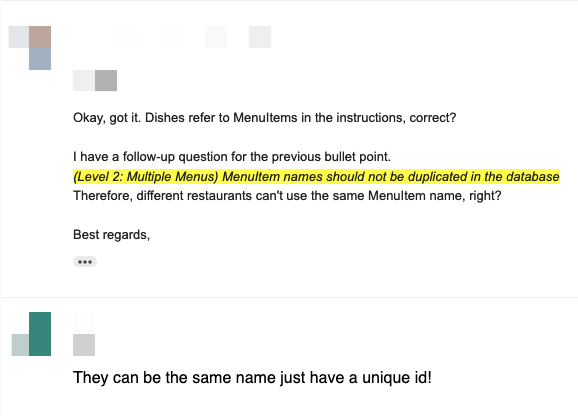 Okay, got it. Dishes refer to MenuItems in the instructions, correct?
I have a follow-up question for the previous bullet point.
(Level 2: Multiple Menus) MenuItem names should not be duplicated in the database
Therefore, different restaurants can't use the same MenuItem name, right?
Best regards,
They can be the same name just have a unique id!